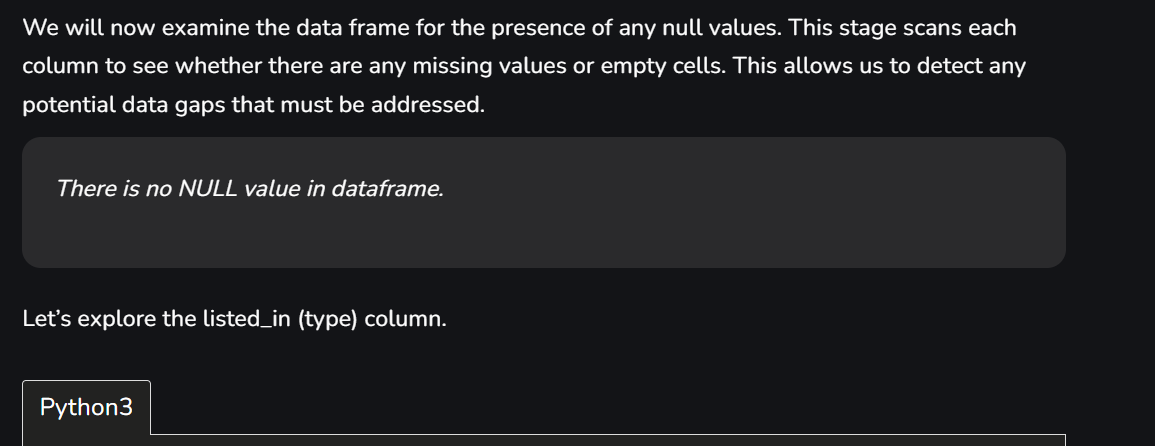 We will now examine the data frame for the presence of any null values. This stage scans each
column to see whether there are any missing values or empty cells. This allows us to detect any
potential data gaps that must be addressed.
There is no NULL value in dataframe.
Let’s explore the listed_in (type) column.
Python3